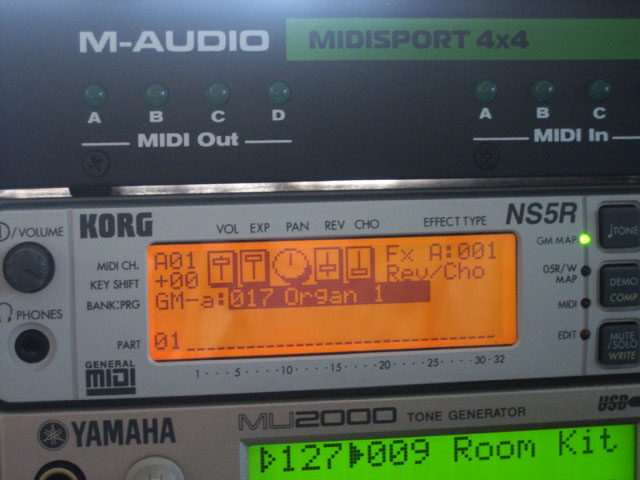 M-AUDIO MIDISPORT 4x4
A B C D A B C
MIDI Out MIDI In
KORG VOL EXP PAN REV CHO EFFECT TYPE NS5R
/VOLUME
MIDI CH. A01 Fx A:001 GM MAP TONE
KEY SHIFT +00 Rev/Cho 05R/W MAP DEMO COMP
BANK:PRG GM-a:017 Organ 1 MIDI
PHONES
PART 01 EDIT MUTE/SOLO WRITE
GENERAL MIDI
1 · · · 5 · · · · 10 · · · · 15 · · · · 20 · · · · 25 · · · · 30 · 32
YAMAHA MU2000 TONE GENERATOR USB
127 009 Room Kit